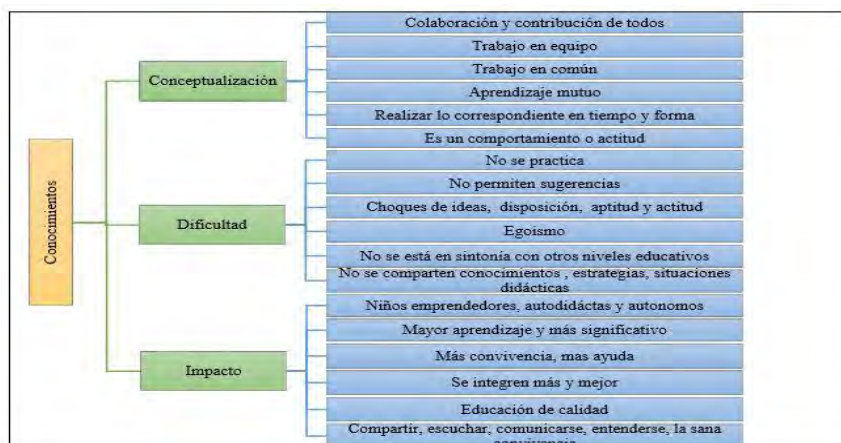 Conocimientos
Conceptualización
Colaboración y contribución de todos
Trabajo en equipo
Trabajo en común
Aprendizaje mutuo
Realizar lo correspondiente en tiempo y forma
Es un comportamiento o actitud
Dificultad
No se practica
No permiten sugerencias
Choques de ideas, disposición, aptitud y actitud
Egoísmo
No se está en sintonía con otros niveles educativos
No se comparten conocimientos , estrategias, situaciones
didácticas
Impacto
Niños emprendedores, autodidáctas y autonomos
Mayor aprendizaje y más significativo
Más convivencia, mas ayuda
Se integren más y mejor
Educación de calidad
Compartir, escuchar, comunicarse, entenderse, la sana
convivencia